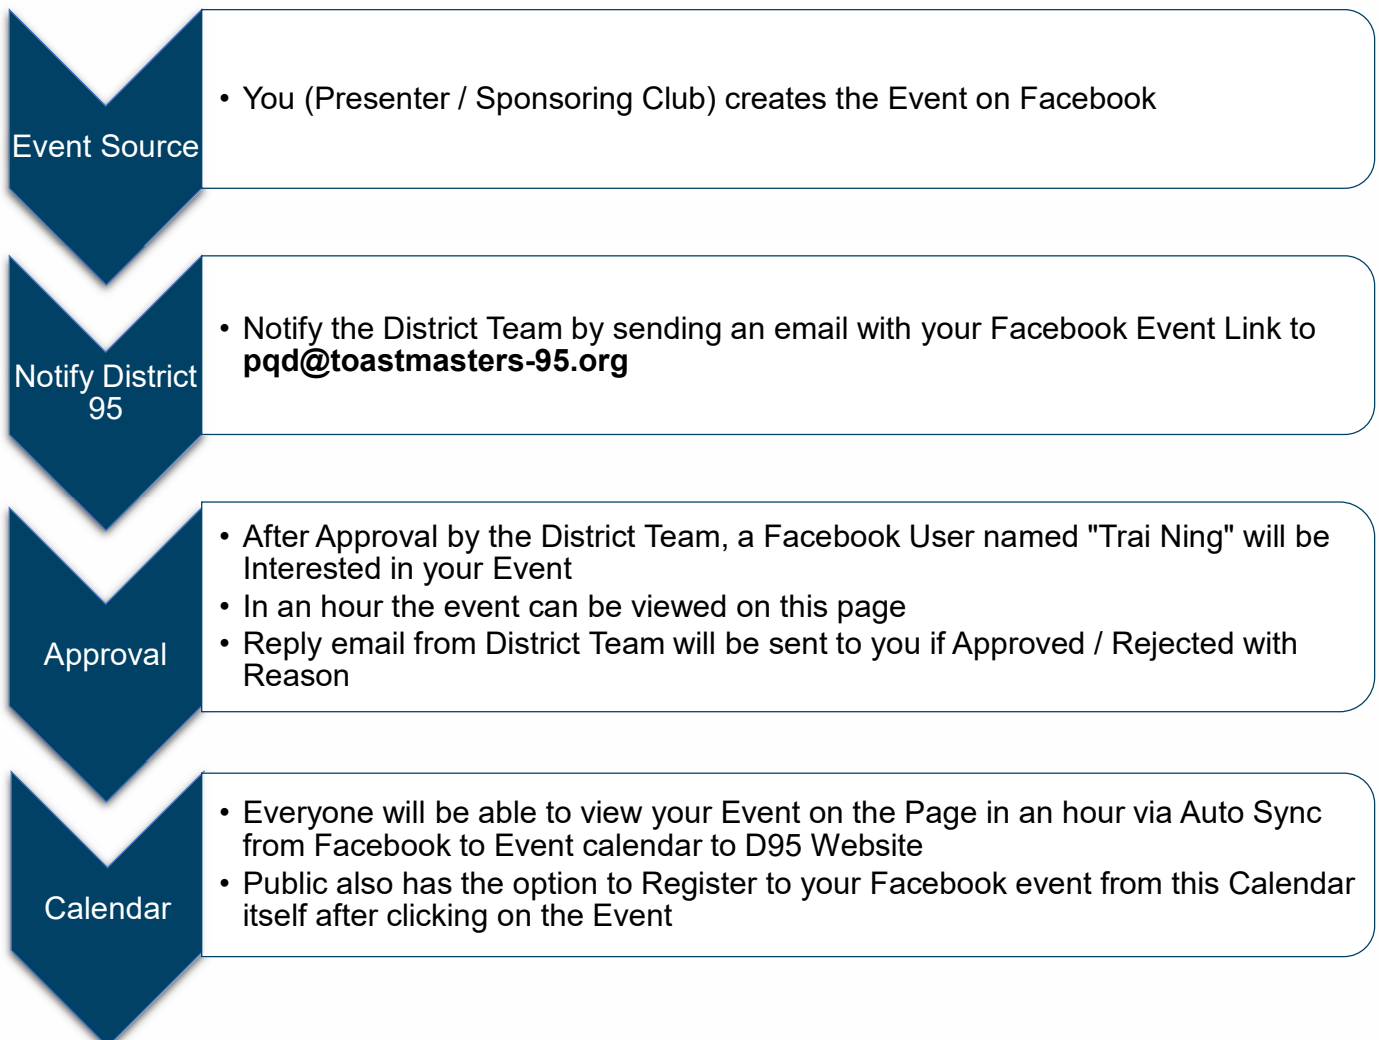 Event Source
• You (Presenter / Sponsoring Club) creates the Event on Facebook
Notify District
95
• Notify the District Team by sending an email with your Facebook Event Link to
pqd@toastmasters-95.org
Approval
• After Approval by the District Team, a Facebook User named "Trai Ning" will be
Interested in your Event
• In an hour the event can be viewed on this page
• Reply email from District Team will be sent to you if Approved / Rejected with
Reason
Calendar
• Everyone will be able to view your Event on the Page in an hour via Auto Sync
from Facebook to Event calendar to D95 Website
• Public also has the option to Register to your Facebook event from this Calendar
itself after clicking on the Event